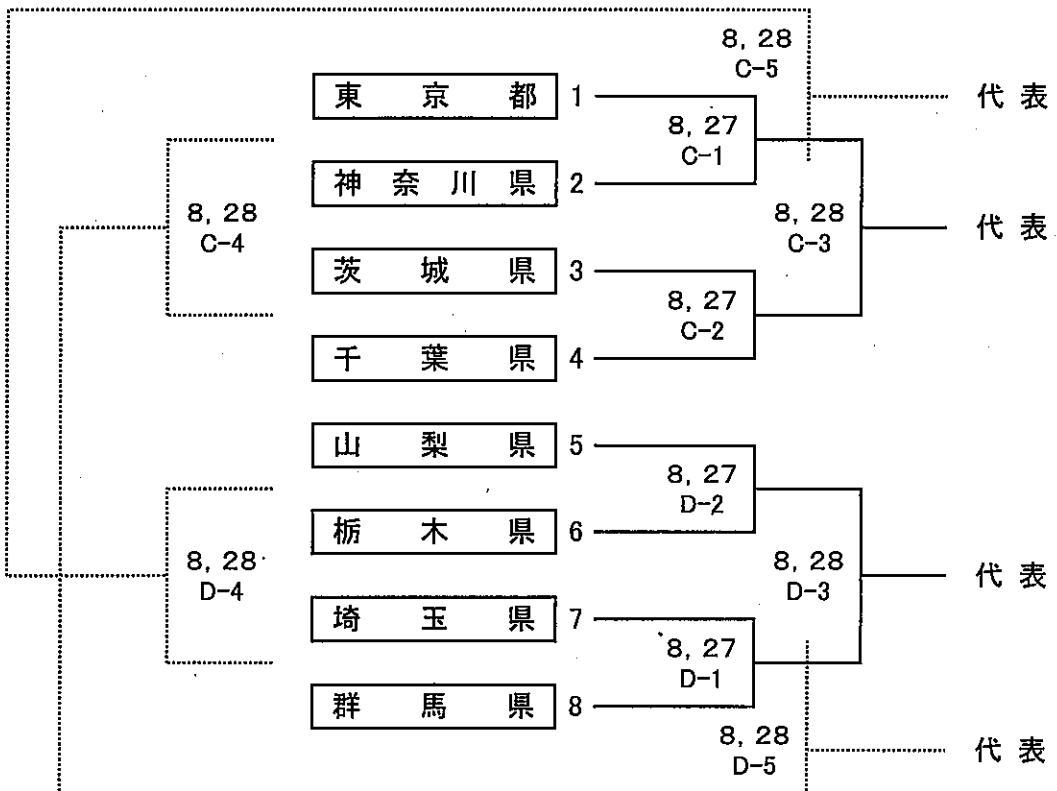 8, 28
C-5
代表
東京都 1
8, 27
C-1
神奈川県 2
8, 28
C-4
8, 28
C-3
代表
茨城県 3
8, 27
C-2
千葉県 4
山梨県 5
8, 27
D-2
栃木県 6
8, 28
D-4
8, 28
D-3
代表
埼玉県 7
8, 27
D-1
群馬県 8
8, 28
D-5
代表